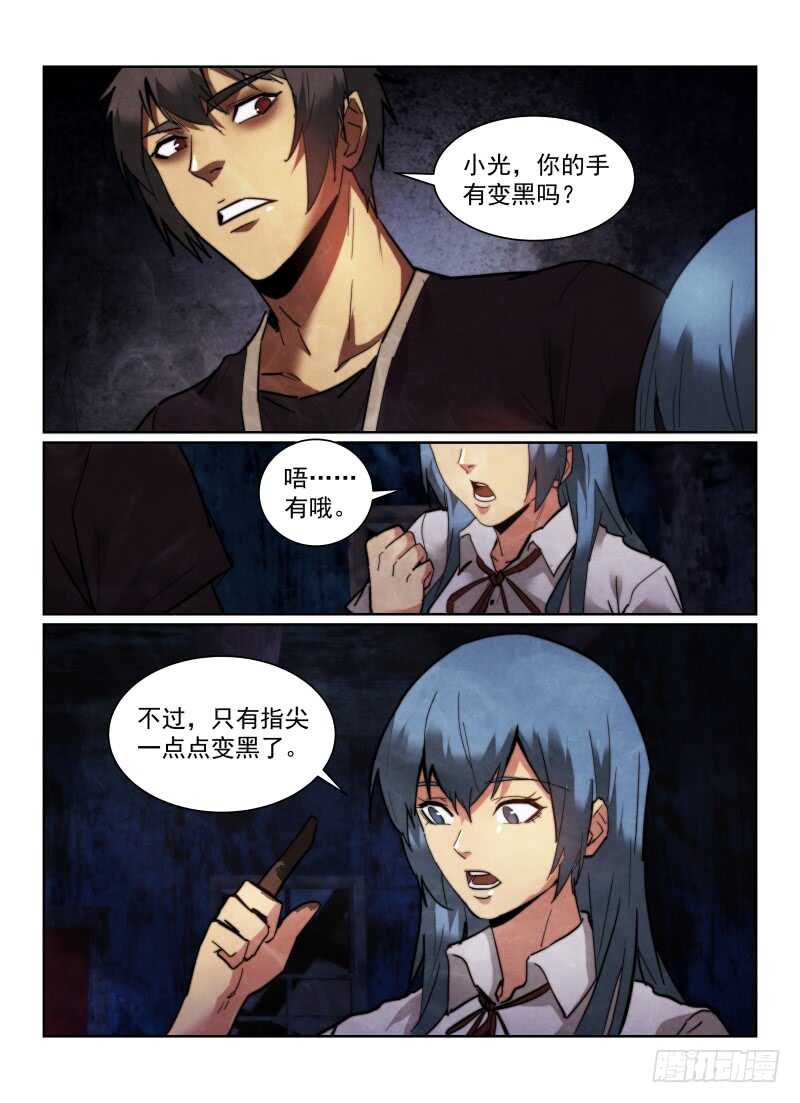 小光，你的手
有变黑吗？
唔……
有哦。
不过，只有指尖
一点点变黑了。
腾讯动漫